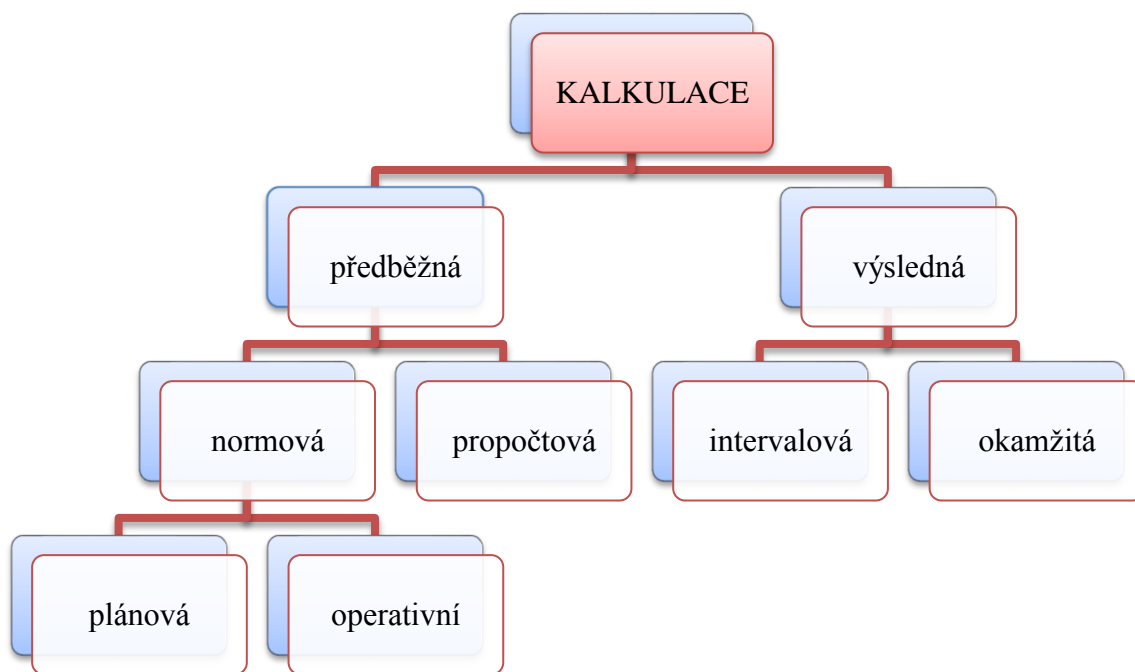 KALKULACE
předběžná
výsledná
normová
propočtová
intervalová
okamžitá
plánová
operativní